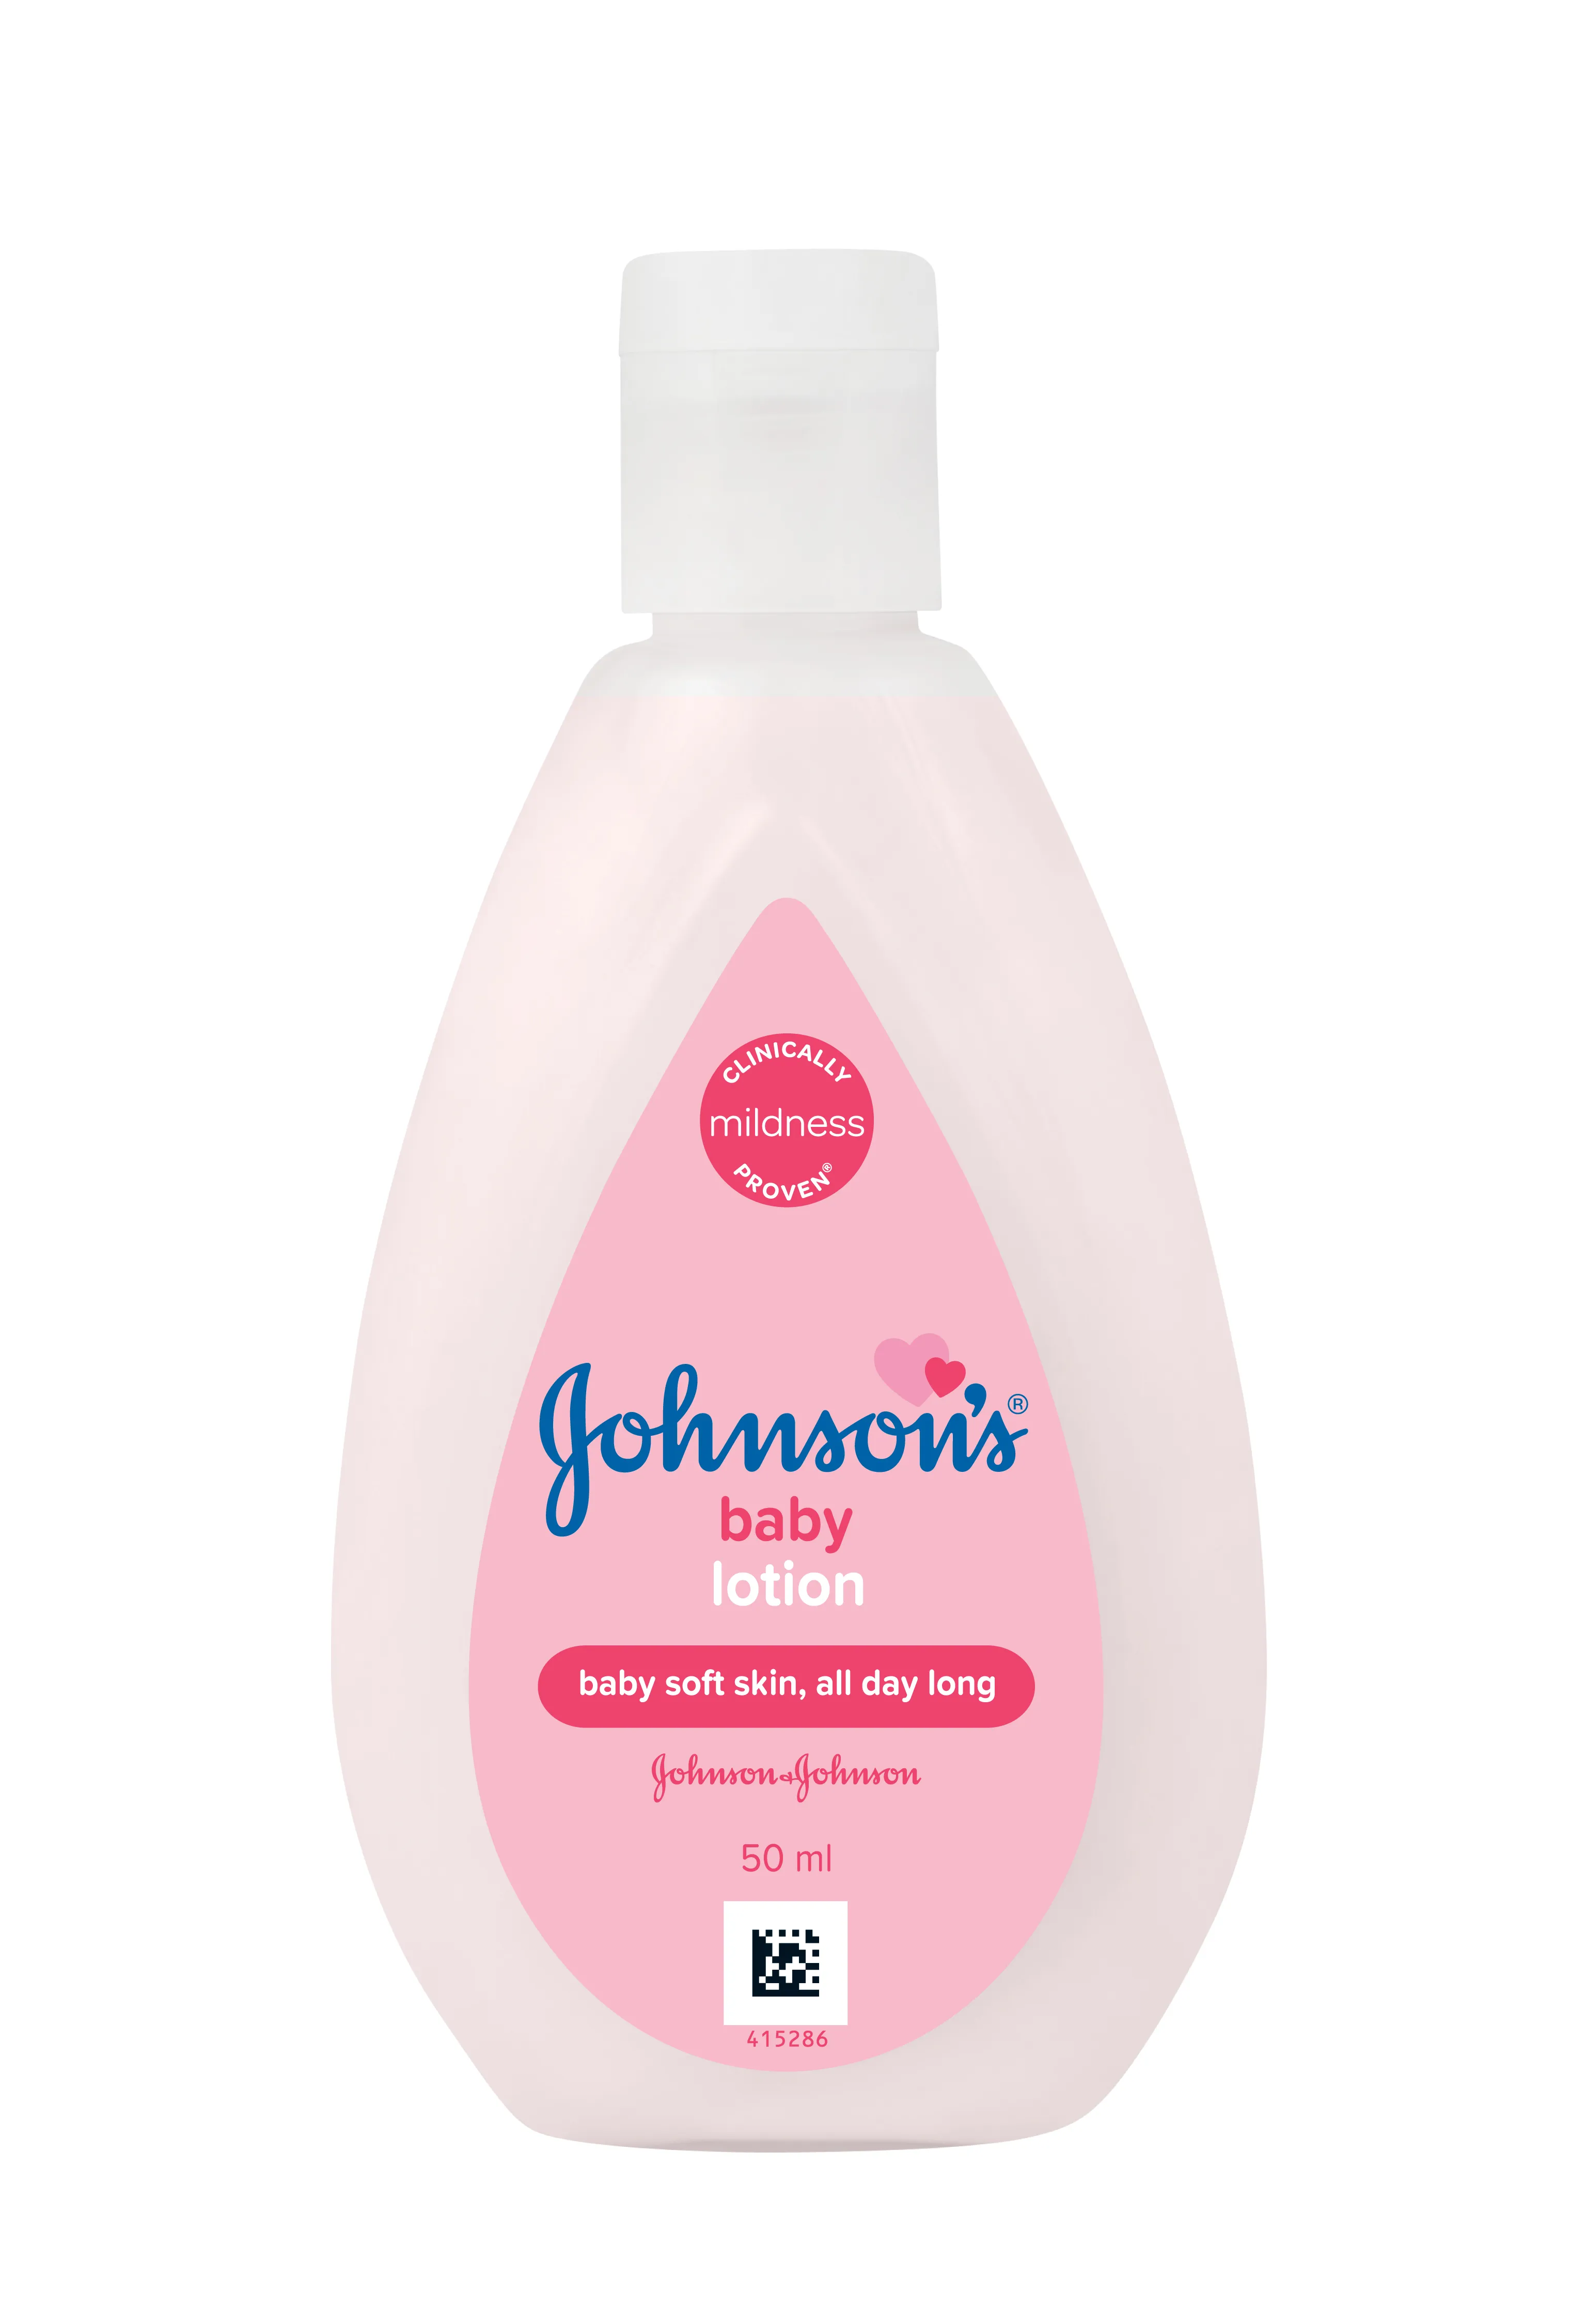 CLINICALLY
mildness
PROVEN®
Johnson's®
baby
lotion
baby soft skin, all day long
Johnson & Johnson
50 ml
415286